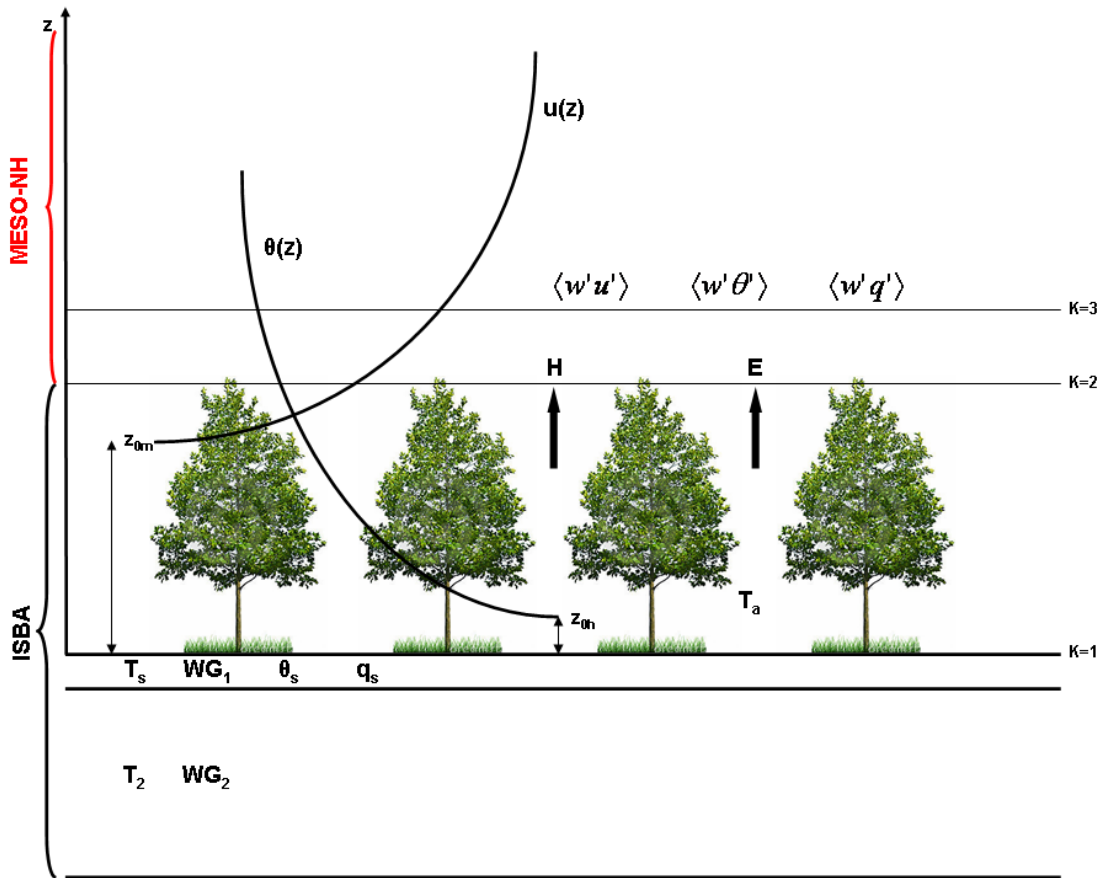 z
u(z)
MESO-NH
θ(z)
⟨w'u'⟩ ⟨w'θ'⟩ ⟨w'q'⟩
K=3
H E
K=2
z₀ₘ
ISBA
Tₐ
z₀ₕ
K=1
Tₛ WG₁ θₛ qₛ
T₂ WG₂